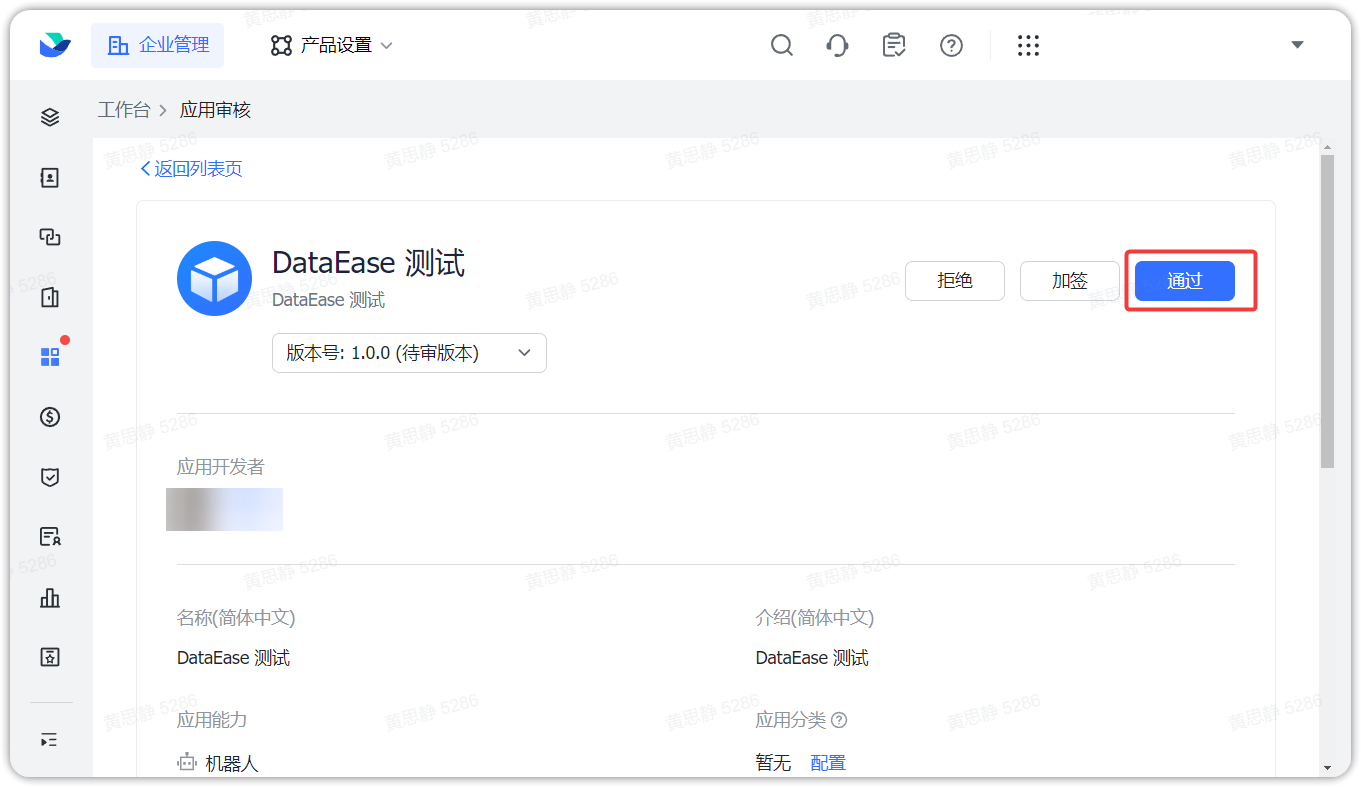 企业管理 产品设置
工作台 > 应用审核
返回列表页
DataEase 测试
DataEase 测试
拒绝 加签 通过
版本号: 1.0.0 (待审版本)
应用开发者
名称(简体中文) 介绍(简体中文)
DataEase 测试 DataEase 测试
应用能力 应用分类
机器人 暂无 配置
黄思静 5286